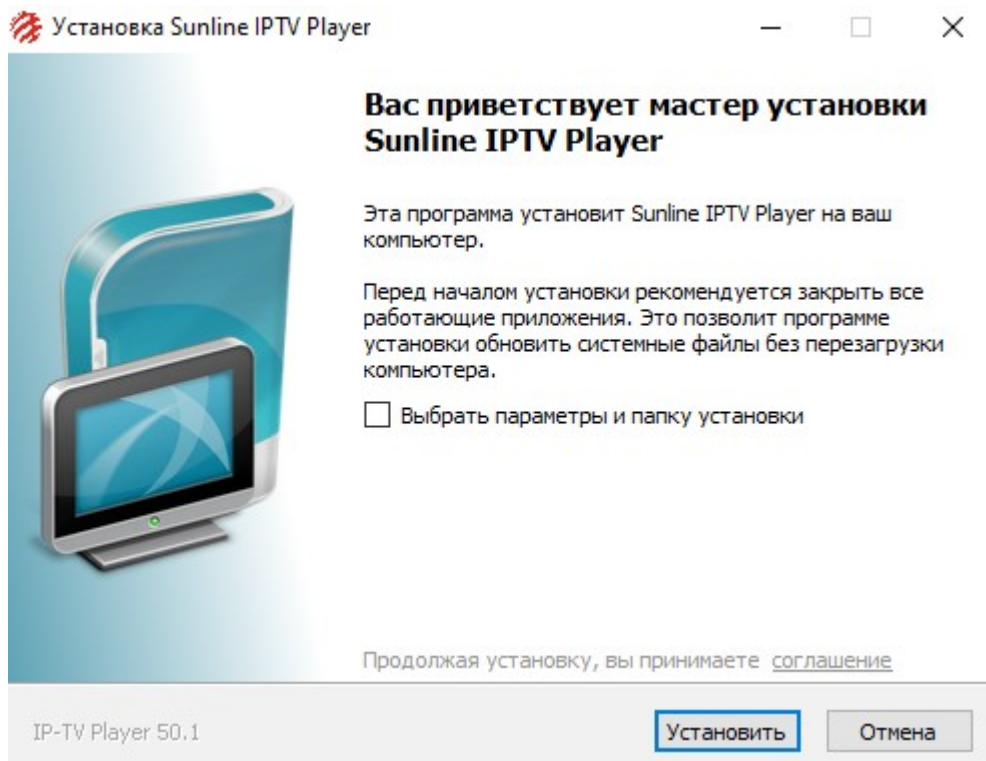 Установка Sunline IPTV Player
Вас приветствует мастер установки
Sunline IPTV Player
Эта программа установит Sunline IPTV Player на ваш
компьютер.
Перед началом установки рекомендуется закрыть все
работающие приложения. Это позволит программе
установки обновить системные файлы без перезагрузки
компьютера.
Выбрать параметры и папку установки
Продолжая установку, вы принимаете соглашение
IP-TV Player 50.1
Установить
Отмена